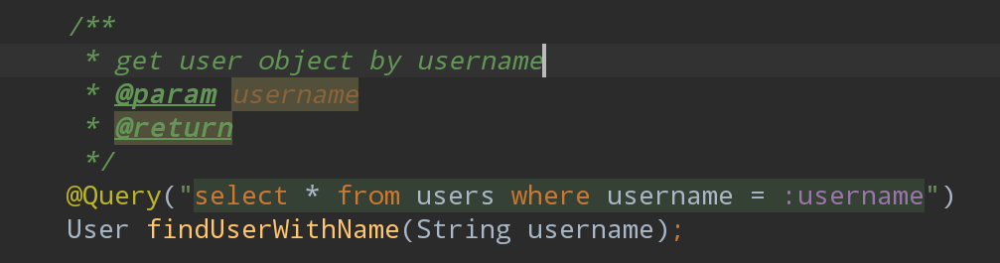 /**
* get user object by username
* @param username
* @return
*/
@Query("select * from users where username = :username")
User findUserWithName(String username);